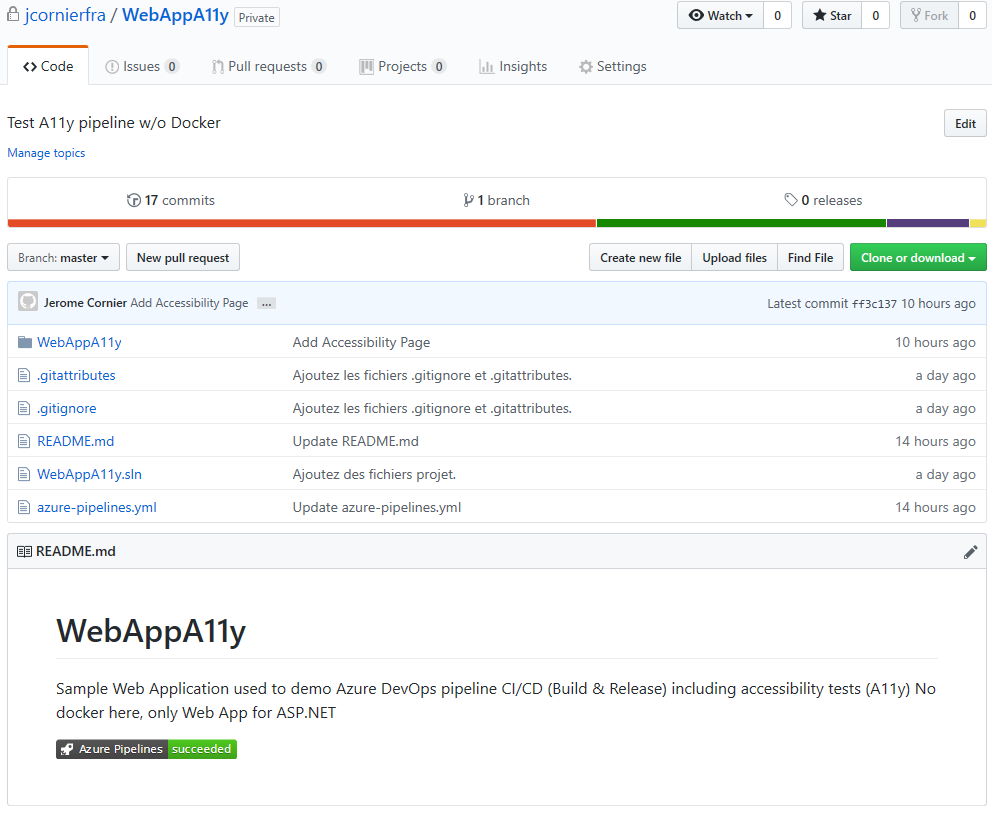 jcornierfra / WebAppA11y Private Watch 0 Star 0 Fork 0
Code Issues 0 Pull requests 0 Projects 0 Insights Settings
Test A11y pipeline w/o Docker Edit
Manage topics
17 commits 1 branch 0 releases
Branch: master New pull request Create new file Upload files Find File Clone or download
Jerome Cornier Add Accessibility Page ... Latest commit ff3c137 10 hours ago
WebAppA11y Add Accessibility Page 10 hours ago
.gitattributes Ajoutez les fichiers .gitignore et .gitattributes. a day ago
.gitignore Ajoutez les fichiers .gitignore et .gitattributes. a day ago
README.md Update README.md 14 hours ago
WebAppA11y.sln Ajoutez des fichiers projet. a day ago
azure-pipelines.yml Update azure-pipelines.yml 14 hours ago
README.md
WebAppA11y
Sample Web Application used to demo Azure DevOps pipeline CI/CD (Build & Release) including accessibility tests (A11y) No
docker here, only Web App for ASP.NET
Azure Pipelines succeeded